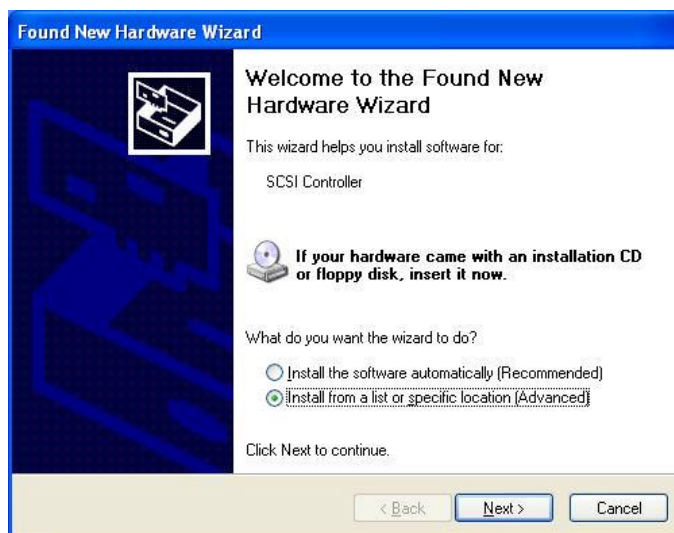 Found New Hardware Wizard
Welcome to the Found New
Hardware Wizard
This wizard helps you install software for:
SCSI Controller
If your hardware came with an installation CD
or floppy disk, insert it now.
What do you want the wizard to do?
Install the software automatically (Recommended)
Install from a list or specific location (Advanced)
Click Next to continue.
< Back Next > Cancel